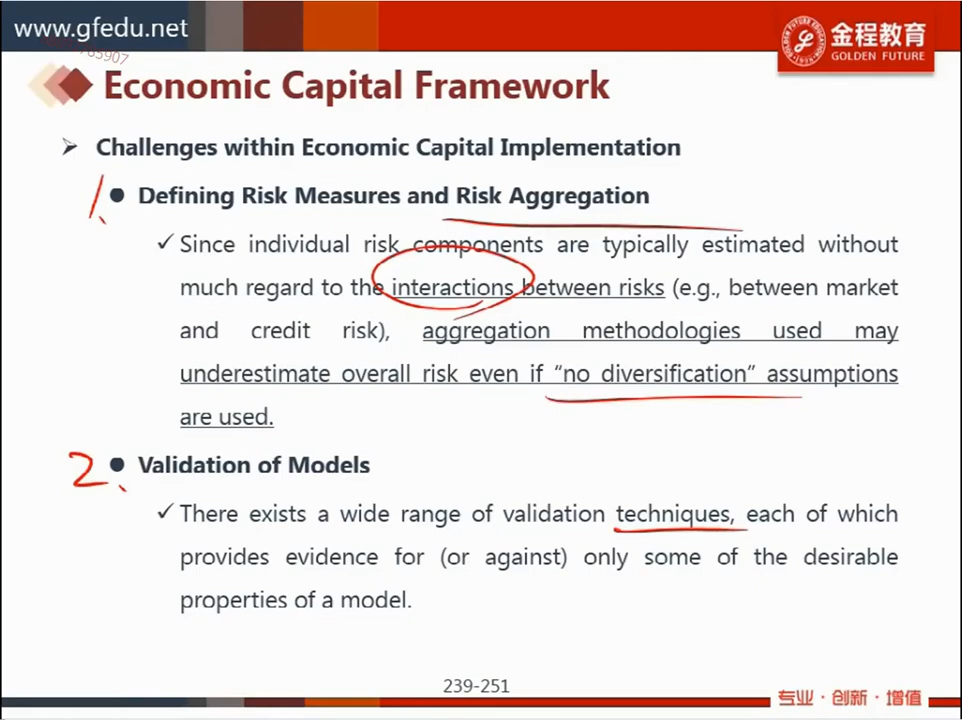 www.gfedu.net
金程教育
GOLDEN FUTURE
765907
Economic Capital Framework
➢ Challenges within Economic Capital Implementation
1. ● Defining Risk Measures and Risk Aggregation
✓ Since individual risk components are typically estimated without
much regard to the interactions between risks (e.g., between market
and credit risk), aggregation methodologies used may
underestimate overall risk even if “no diversification” assumptions
are used.
2. ● Validation of Models
✓ There exists a wide range of validation techniques, each of which
provides evidence for (or against) only some of the desirable
properties of a model.
239-251
专业·创新·增值